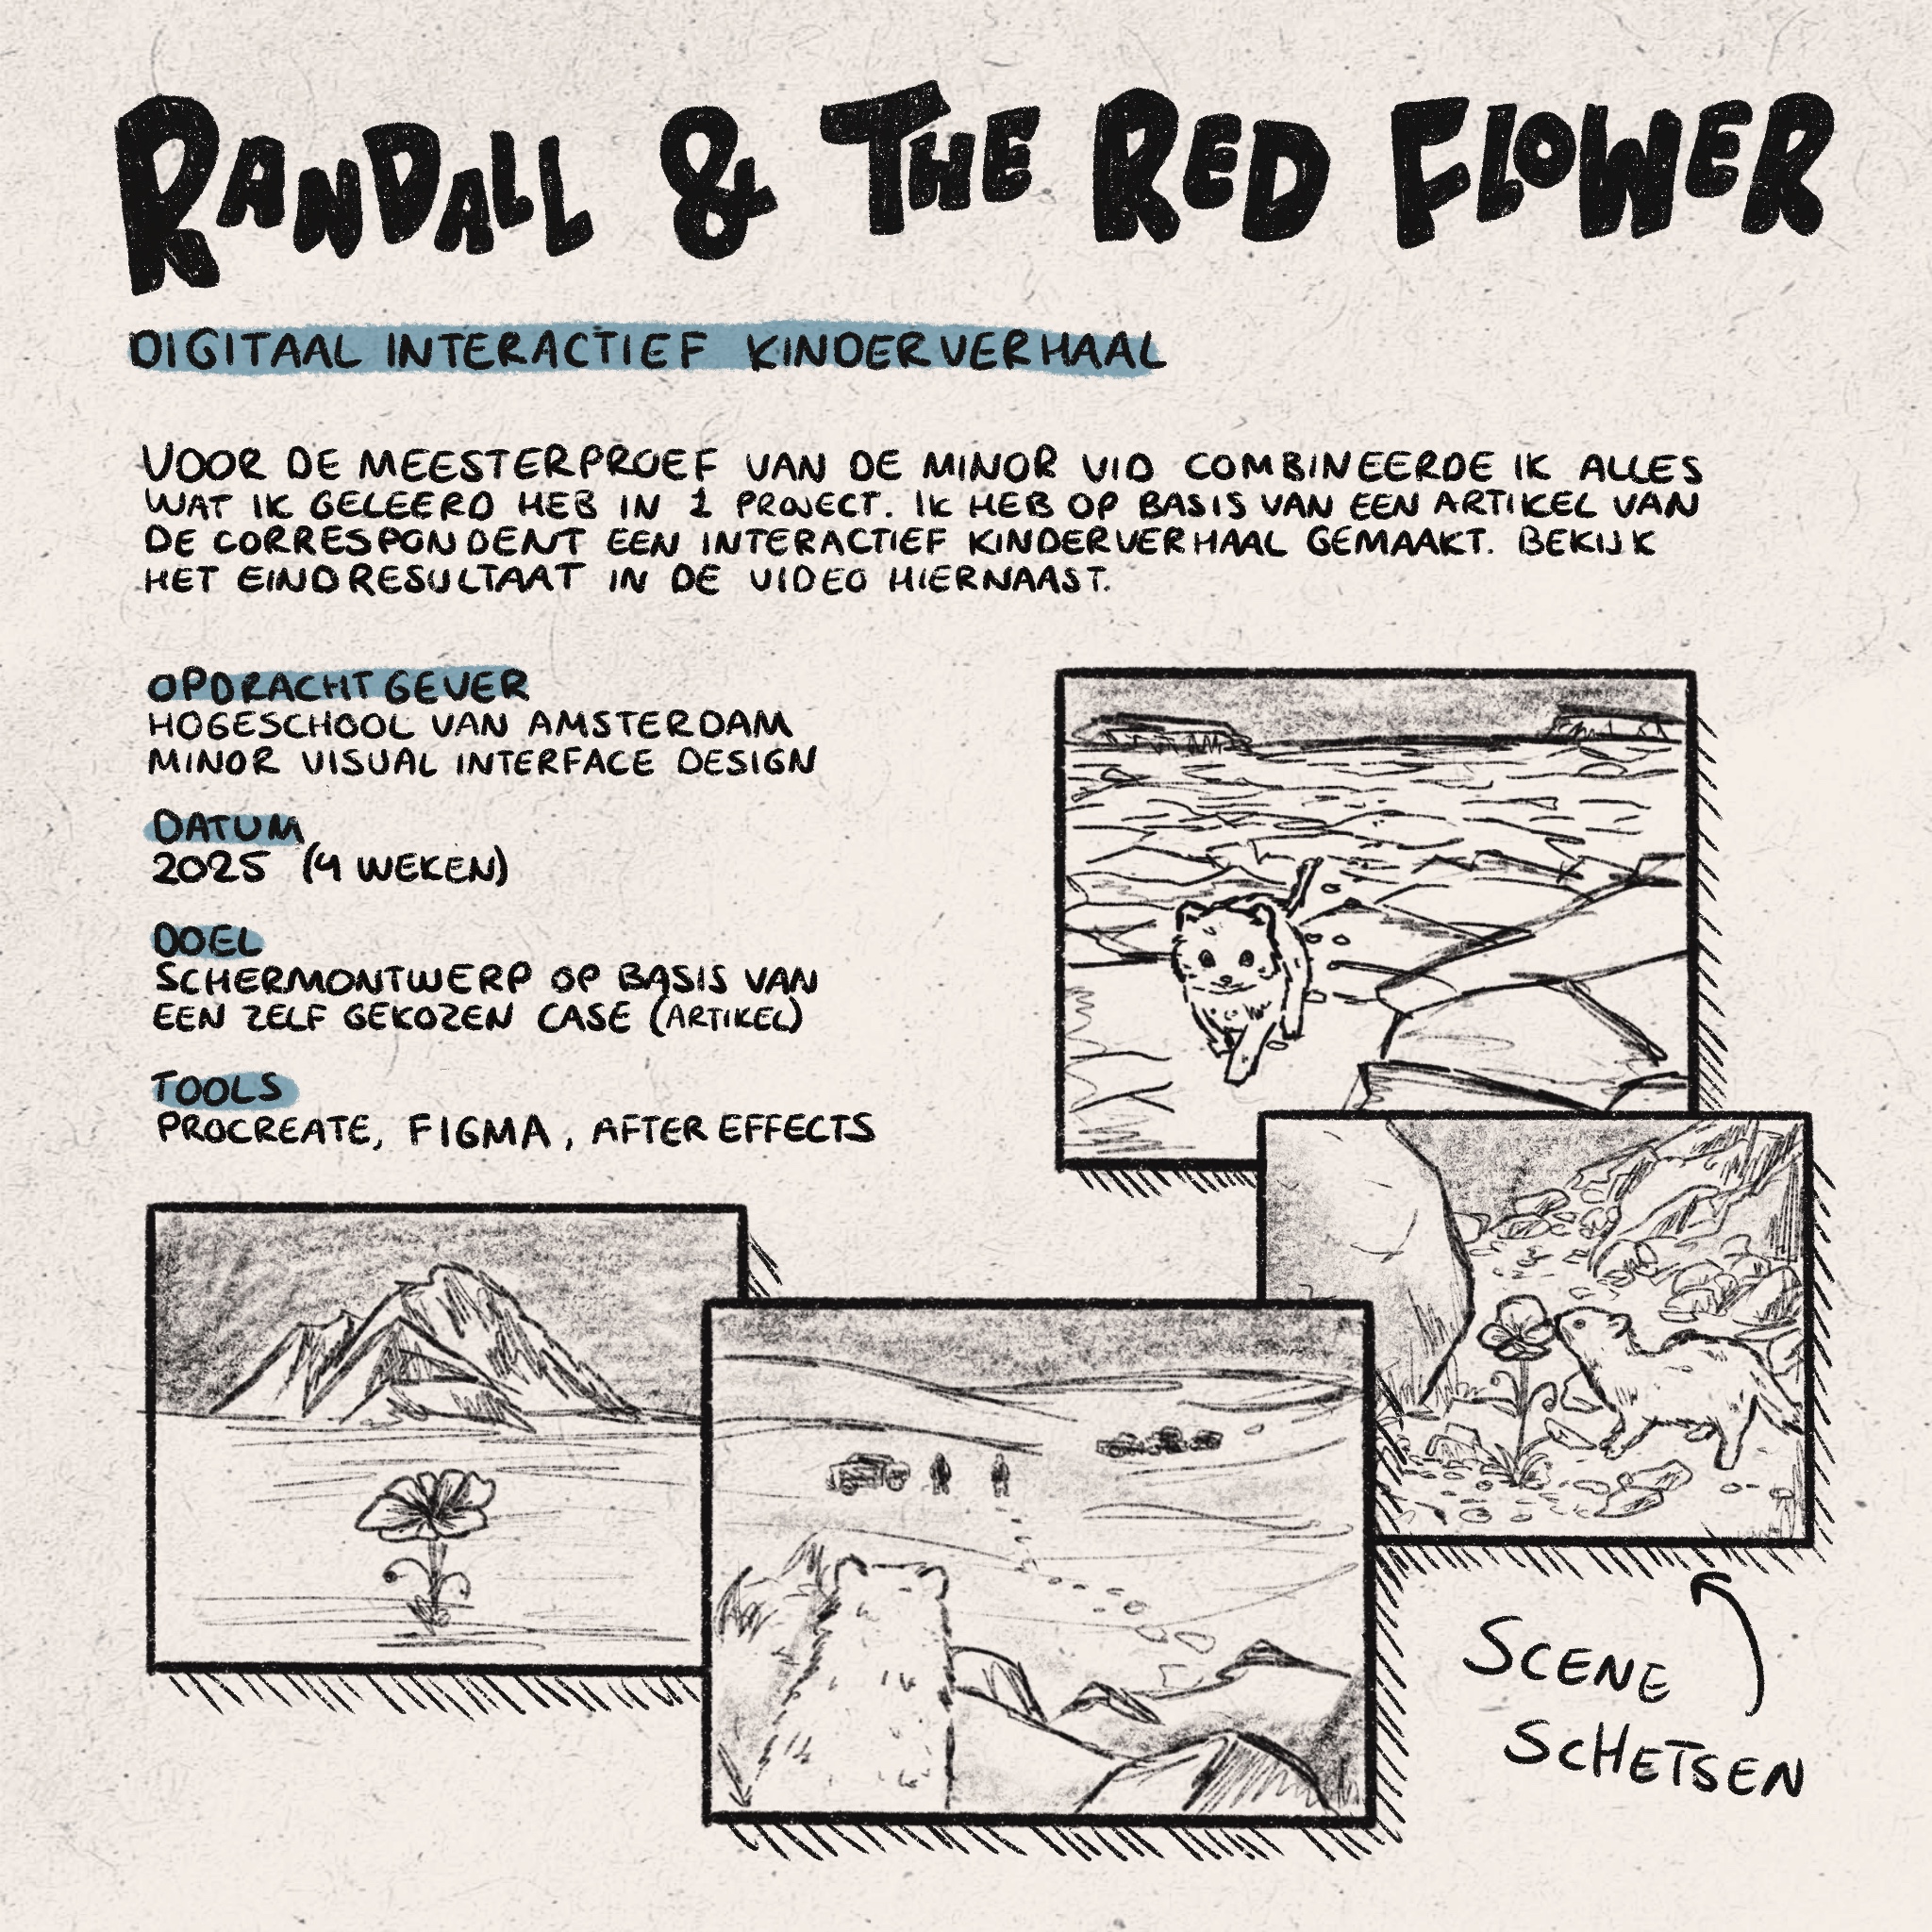 RANDALL & THE RED FLOWER
DIGITAAL INTERACTIEF KINDERVERHAAL
VOOR DE MEESTERPROEF VAN DE MINOR VID COMBINEERDE IK ALLES
WAT IK GELEERD HEB IN 1 PROJECT. IK HEB OP BASIS VAN EEN ARTIKEL VAN
DE CORRESPONDENT EEN INTERACTIEF KINDERVERHAAL GEMAAKT. BEKIJK
HET EINDRESULTAAT IN DE VIDEO HIERNAAST.
OPDRACHTGEVER
HOGESCHOOL VAN AMSTERDAM
MINOR VISUAL INTERFACE DESIGN
DATUM
2025 (4 WEKEN)
DOEL
SCHERMONTWERP OP BASIS VAN
EEN ZELF GEKOZEN CASE (ARTIKEL)
TOOLS
PROCREATE, FIGMA, AFTER EFFECTS
SCENE
SCHETSEN